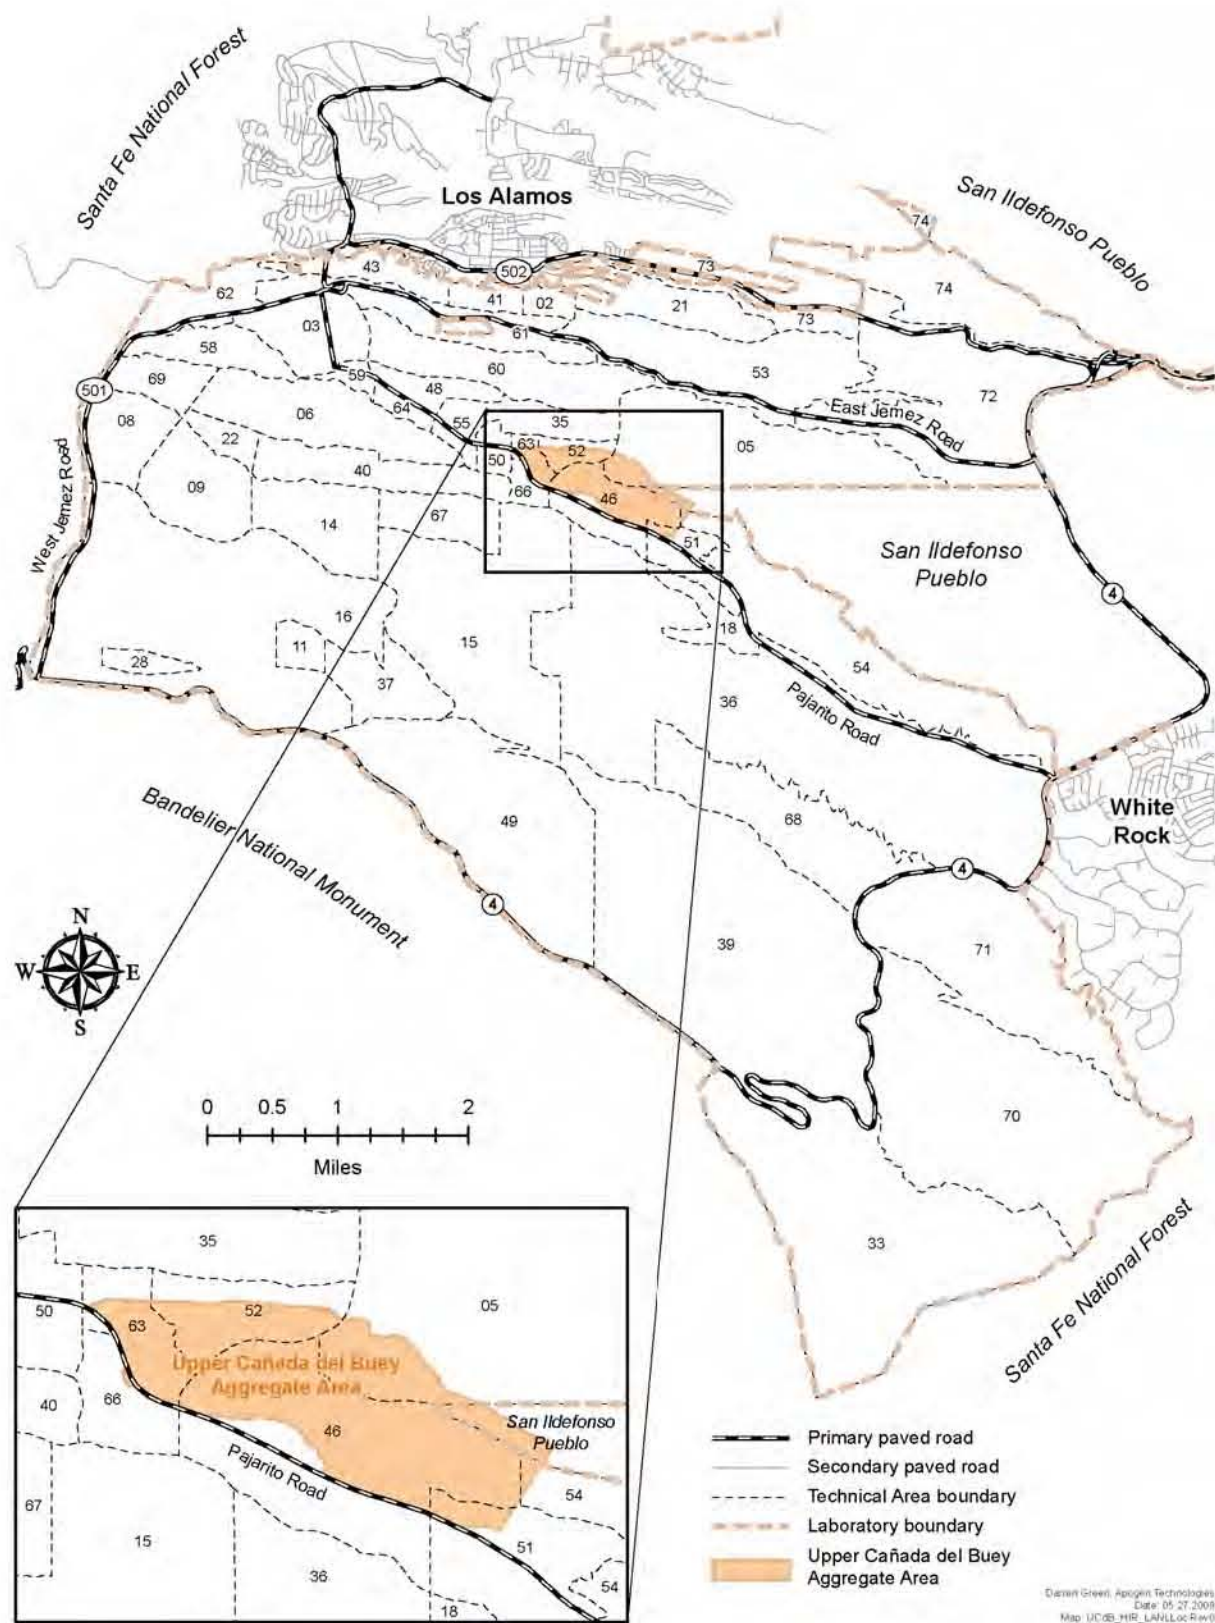 Santa Fe National Forest
Los Alamos
San Ildefonso
Pueblo
74
502
43
73
74
62
41
02
21
73
03
61
58
60
53
72
501
69
59
48
East Jemez Road
08
06
64
55
35
22
63
52
05
50
40
West Jemez Road
09
66
46
14
67
51
San Ildefonso
Pueblo
4
16
18
11
15
28
54
37
36
Pajarito Road
White
Rock
Bandelier National Monument
49
68
4
4
39
71
N
W E
S
0 0.5 1 2
Miles
70
33
Santa Fe National Forest
35
50
52
05
63
Upper Cañada del Buey
Aggregate Area
40
66
46
San Ildefonso
Pueblo
Pajarito Road
67
54
15
51
36
54
18
Primary paved road
Secondary paved road
Technical Area boundary
Laboratory boundary
Upper Cañada del Buey
Aggregate Area
Darren Green, Apogen Technologies